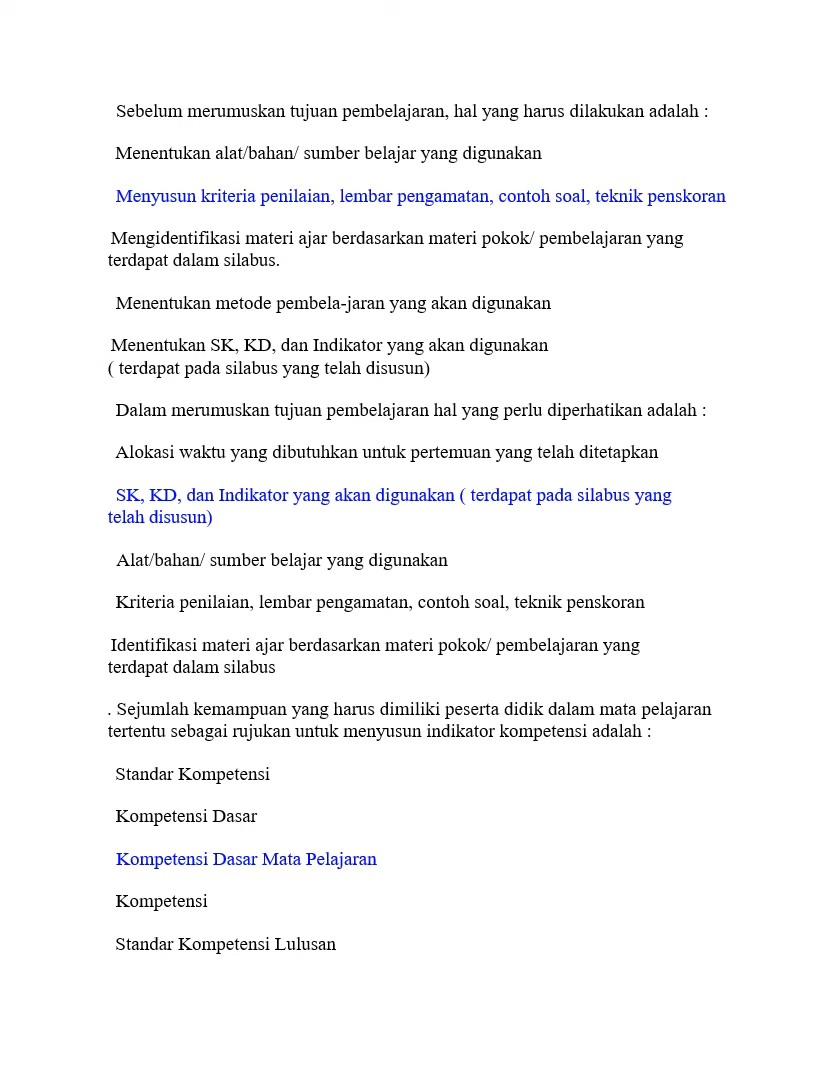 Sebelum merumuskan tujuan pembelajaran, hal yang harus dilakukan adalah :
Menentukan alat/bahan/ sumber belajar yang digunakan
Menyusun kriteria penilaian, lembar pengamatan, contoh soal, teknik penskoran
Mengidentifikasi materi ajar berdasarkan materi pokok/ pembelajaran yang
terdapat dalam silabus.
Menentukan metode pembela-jaran yang akan digunakan
Menentukan SK, KD, dan Indikator yang akan digunakan
( terdapat pada silabus yang telah disusun)
Dalam merumuskan tujuan pembelajaran hal yang perlu diperhatikan adalah :
Alokasi waktu yang dibutuhkan untuk pertemuan yang telah ditetapkan
SK, KD, dan Indikator yang akan digunakan ( terdapat pada silabus yang
telah disusun)
Alat/bahan/ sumber belajar yang digunakan
Kriteria penilaian, lembar pengamatan, contoh soal, teknik penskoran
Identifikasi materi ajar berdasarkan materi pokok/ pembelajaran yang
terdapat dalam silabus
. Sejumlah kemampuan yang harus dimiliki peserta didik dalam mata pelajaran
tertentu sebagai rujukan untuk menyusun indikator kompetensi adalah :
Standar Kompetensi
Kompetensi Dasar
Kompetensi Dasar Mata Pelajaran
Kompetensi
Standar Kompetensi Lulusan